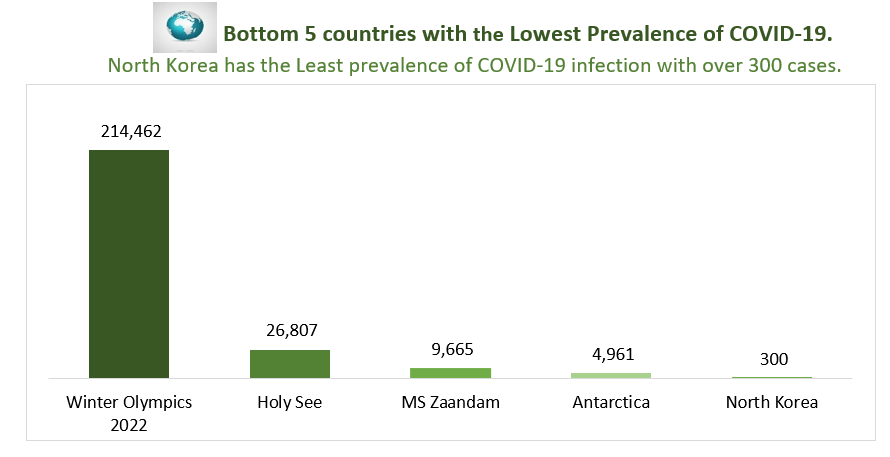 Bottom 5 countries with the Lowest Prevalence of COVID-19.
North Korea has the Least prevalence of COVID-19 infection with over 300 cases.
214,462
26,807
9,665
4,961
300
Winter Olympics
2022
Holy See
MS Zaandam
Antarctica
North Korea